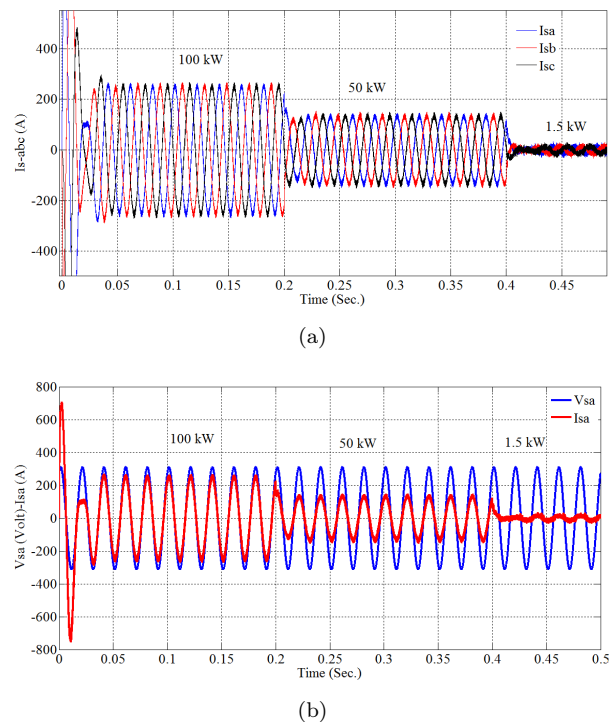 Is-abc (A)
400
200
0
-200
-400
100 kW
50 kW
1.5 kW
Isa
Isb
Isc
0 0.05 0.1 0.15 0.2 0.25 0.3 0.35 0.4 0.45
Time (Sec.)
(a)
Vsa (Volt)-Isa (A)
800
600
400
200
0
-200
-400
-600
-800
100 kW
50 kW
1.5 kW
Vsa
Isa
0 0.05 0.1 0.15 0.2 0.25 0.3 0.35 0.4 0.45 0.5
Time (Sec.)
(b)